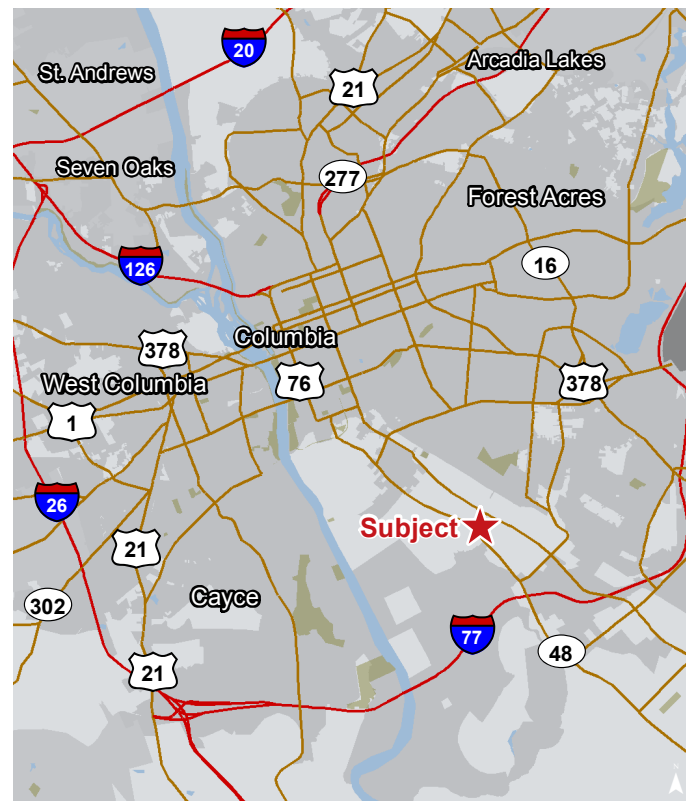 20
St. Andrews
Arcadia Lakes
21
Seven Oaks
277
Forest Acres
126
16
Columbia
378
West Columbia
76
378
1
26
Subject
21
Cayce
302
77
48
21
N